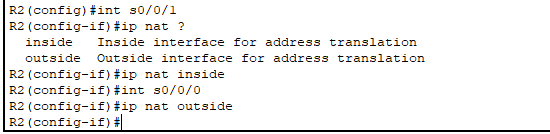 R2(config)#int s0/0/1
R2(config-if)#ip nat ?
  inside   Inside interface for address translation
  outside  Outside interface for address translation
R2(config-if)#ip nat inside
R2(config-if)#int s0/0/0
R2(config-if)#ip nat outside
R2(config-if)#